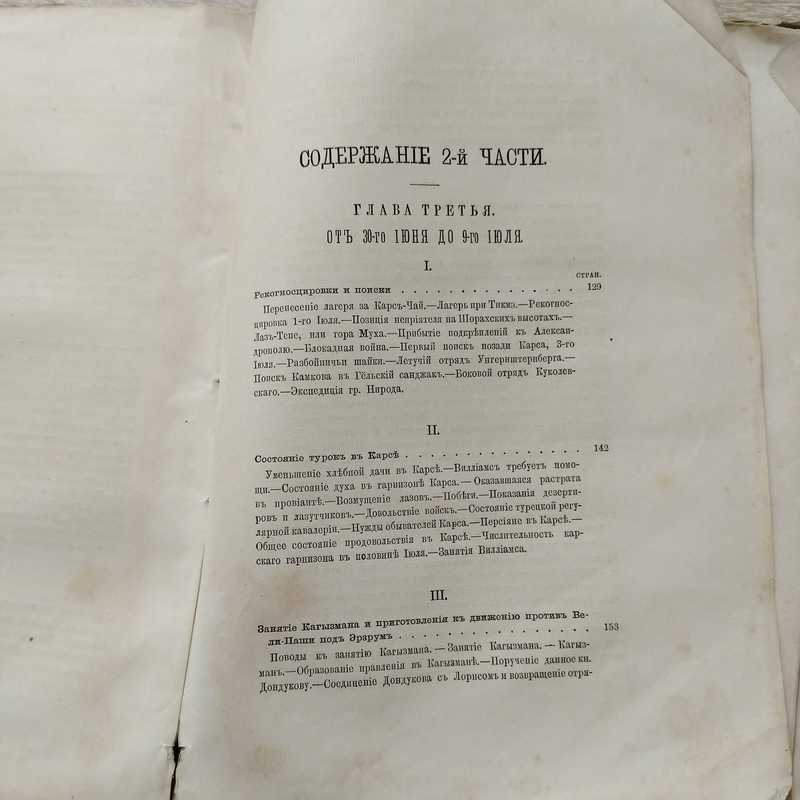 СОДЕРЖАНІЕ 2-й ЧАСТИ.
ГЛАВА ТРЕТЬЯ.
ОТЪ 30-го ІЮНЯ ДО 9-го ІЮЛЯ.
I.
СТРАН.
Рекогносцировки и поиски . . . . . . . . . . . . . . . 129
Перенесеніе лагеря за Карсъ-Чай.—Лагерь при Тикмэ.—Рекогнос-
цировка 1-го Іюля.—Позиція непріятеля на Шорахскихъ высотахъ.—
Лазъ-Тепе, или гора Муха.—Прибытіе подкрѣпленій къ Алексан-
дрополю.—Блокадная война.—Первый поискъ позади Карса, 3-го
Іюля.—Разбойничьи шайки.—Летучій отрядъ Унгернштернберга.—
Поискъ Камкова въ Гёльскій санджакъ.—Боковой отрядъ Куколев-
скаго.—Экспедиція гр. Нирода.
II.
Состояніе турокъ въ Карсѣ . . . . . . . . . . . . . . . 142
Уменьшеніе хлѣбной дачи въ Карсѣ.—Вилліамсъ требуетъ помо-
щи.—Состояніе духа въ гарнизонѣ Карса.—Оказавшаяся растрата
въ провіантѣ.—Возмущеніе лазовъ.—Побѣги.—Показанія дезерти-
ровъ и лазутчиковъ.—Довольствіе войскъ.—Состояніе турецкой регу-
лярной кавалеріи.—Нужды обывателей Карса.—Персіяне въ Карсѣ.—
Общее состояніе продовольствія въ Карсѣ.—Числительность кар-
скаго гарнизона въ половинѣ Іюля.—Занятія Вилліамса.
III.
Занятіе Кагызмана и приготовленія къ движенію противъ Ве-
ли-Паши подъ Эрзрумъ . . . . . . . . . . . . . . . 153
Поводы къ занятію Кагызмана.—Занятіе Кагызмана.—Кагыз-
манъ.—Образованіе правленія въ Кагызманѣ.—Порученіе данное кн.
Дондукову.—Соединеніе Дондукова съ Лорисомъ и возвращеніе отря-